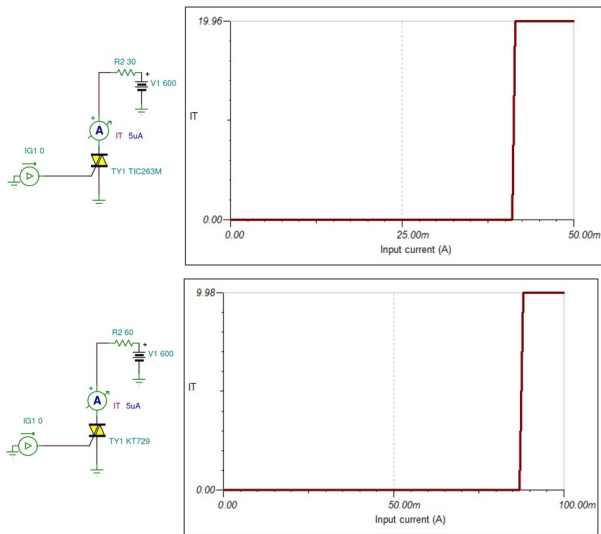 19.96
R2 30
+
V1 600
+
A
IT 5uA
IT
IG1 0
TY1 TIC263M
0.00
0.00 25.00m 50.00m
Input current (A)
9.98
R2 60
+
V1 600
+
A
IT 5uA
IT
IG1 0
TY1 KT729
0.00
0.00 50.00m 100.00m
Input current (A)